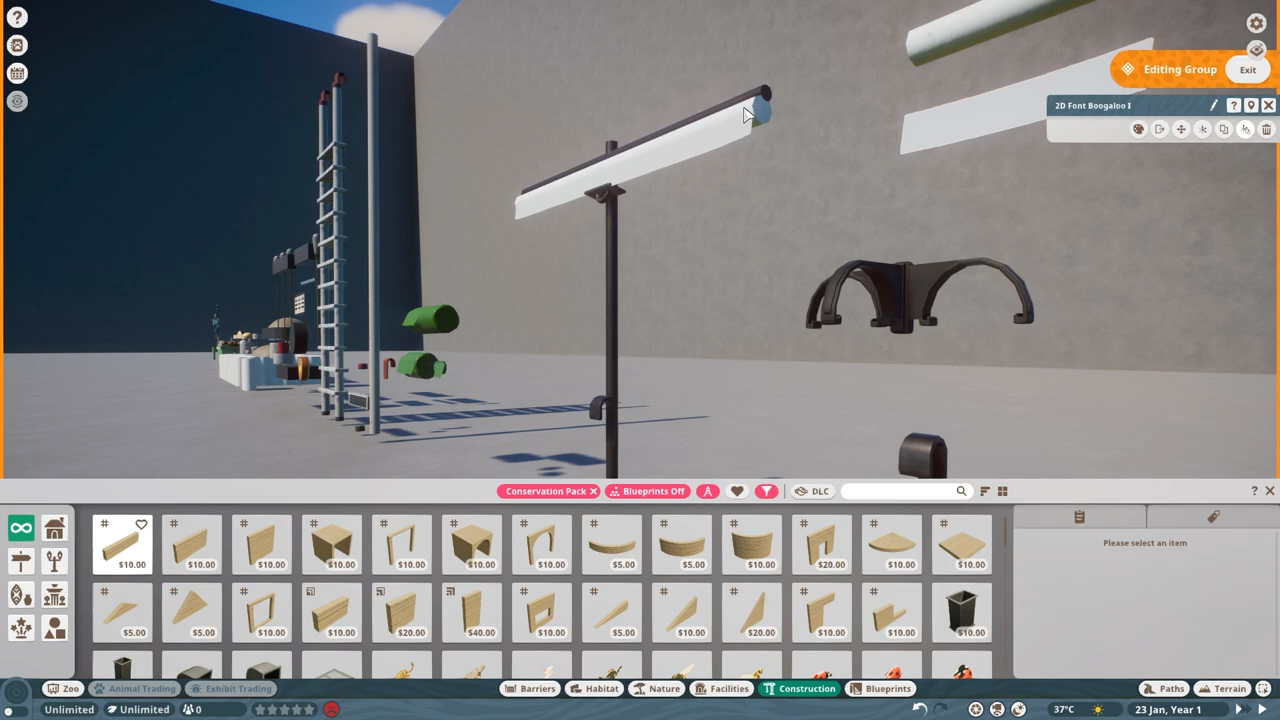 Editing Group
Exit
2D Font Boogaloo I
Conservation Pack
Blueprints Off
DLC
$10.00 $10.00 $10.00 $10.00 $10.00 $10.00 $10.00 $5.00 $5.00 $10.00 $20.00 $10.00 $10.00
$5.00 $5.00 $10.00 $10.00 $20.00 $40.00 $10.00 $5.00 $10.00 $20.00 $10.00 $10.00 $10.00
Please select an item
Zoo
Animal Trading
Exhibit Trading
Barriers
Habitat
Nature
Facilities
Construction
Blueprints
Paths
Terrain
Unlimited
Unlimited
0
37°C
23 Jan, Year 1